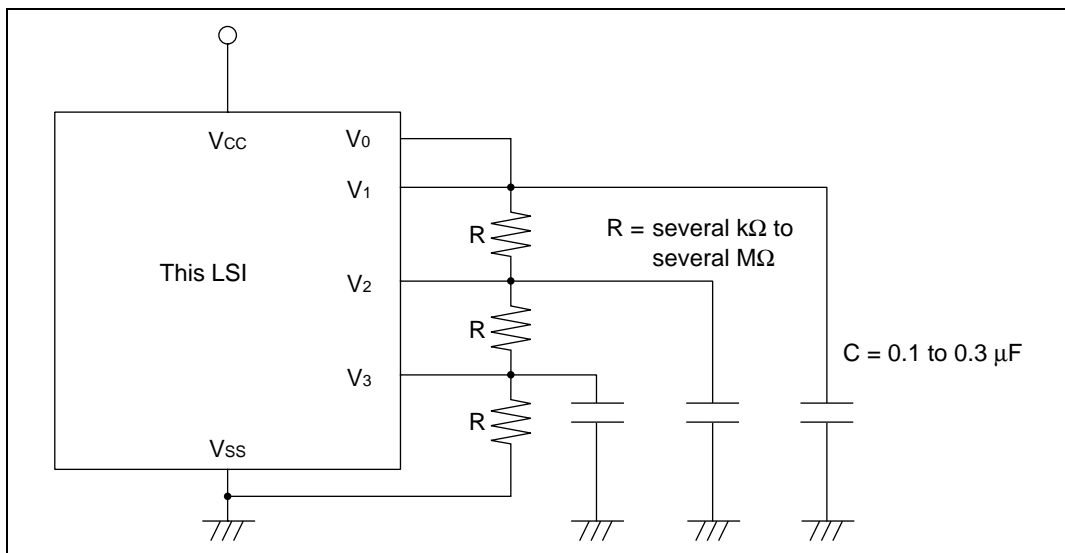 VCC
V0
V1
R
R = several kΩ to
several MΩ
This LSI
V2
R
C = 0.1 to 0.3 μF
V3
R
VSS